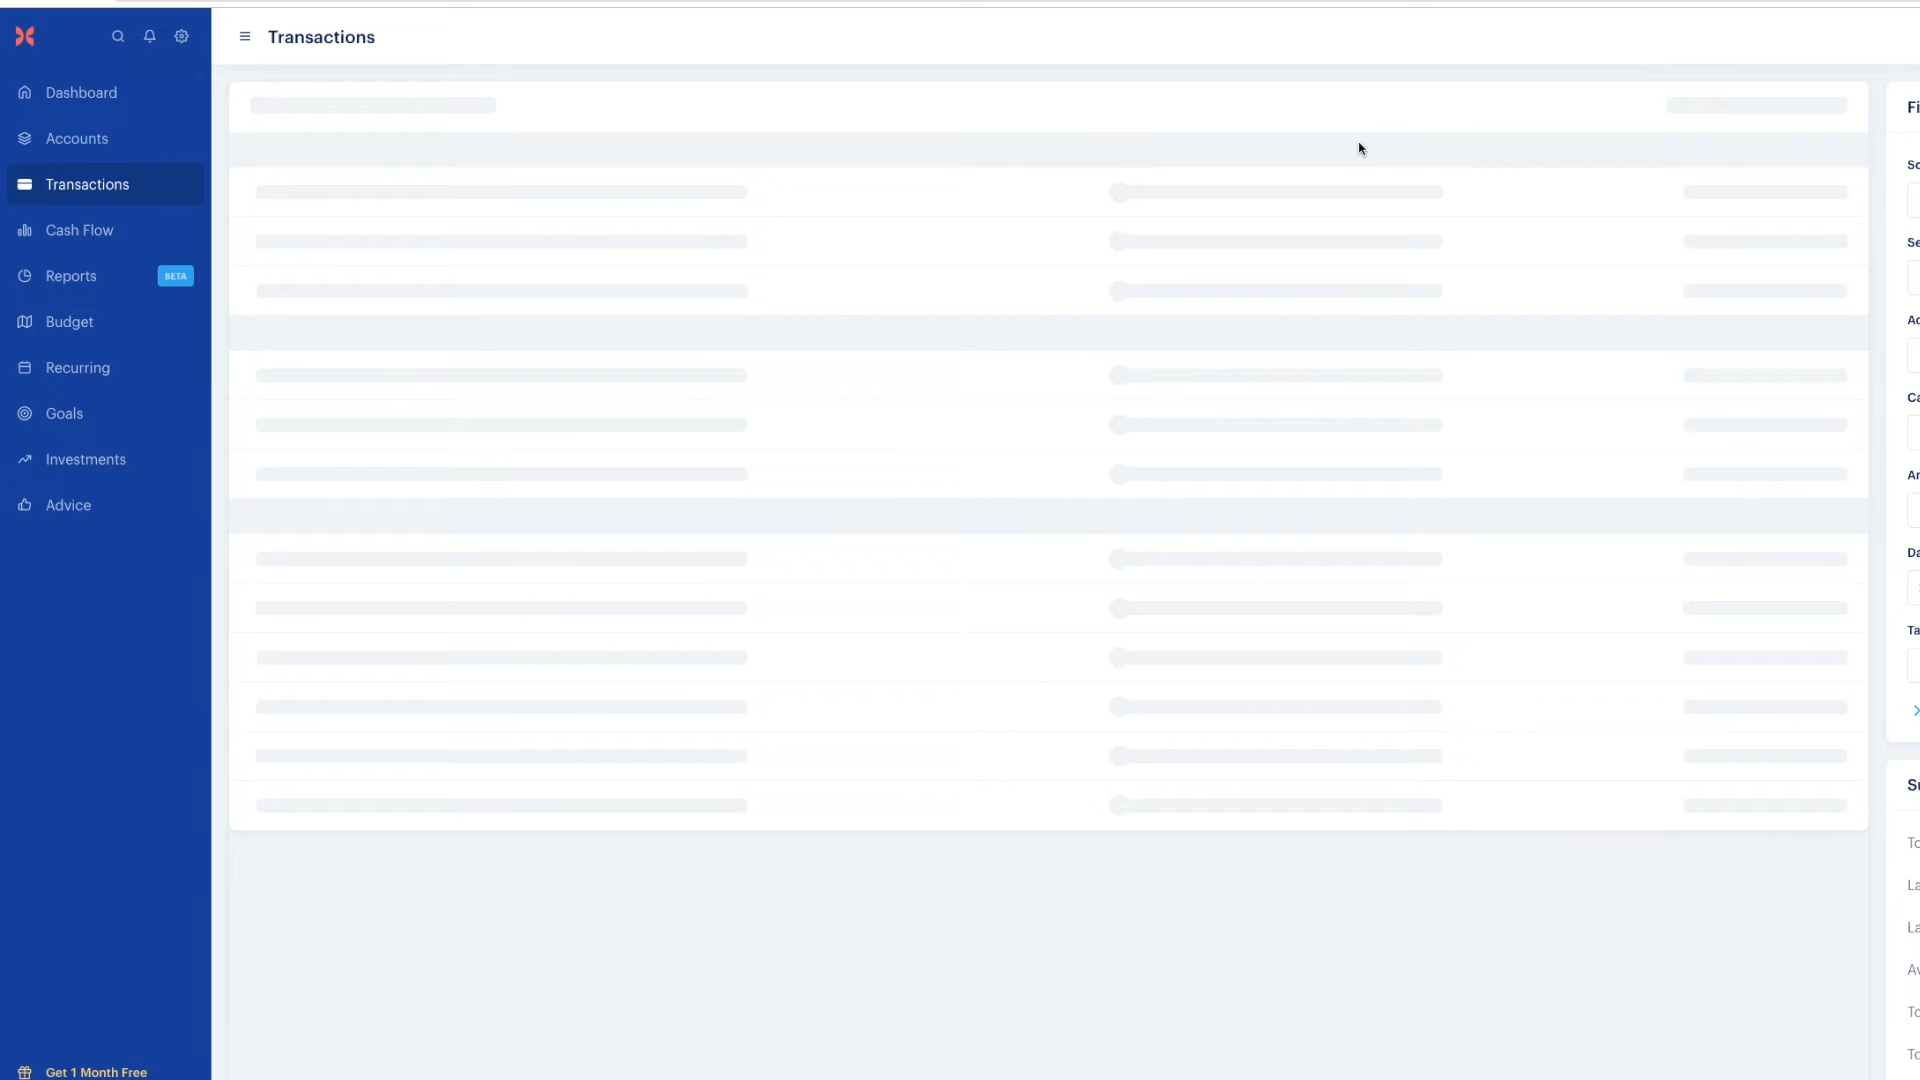 Transactions
Dashboard
Accounts
Transactions
Cash Flow
Reports
BETA
Budget
Recurring
Goals
Investments
Advice
Get 1 Month Free